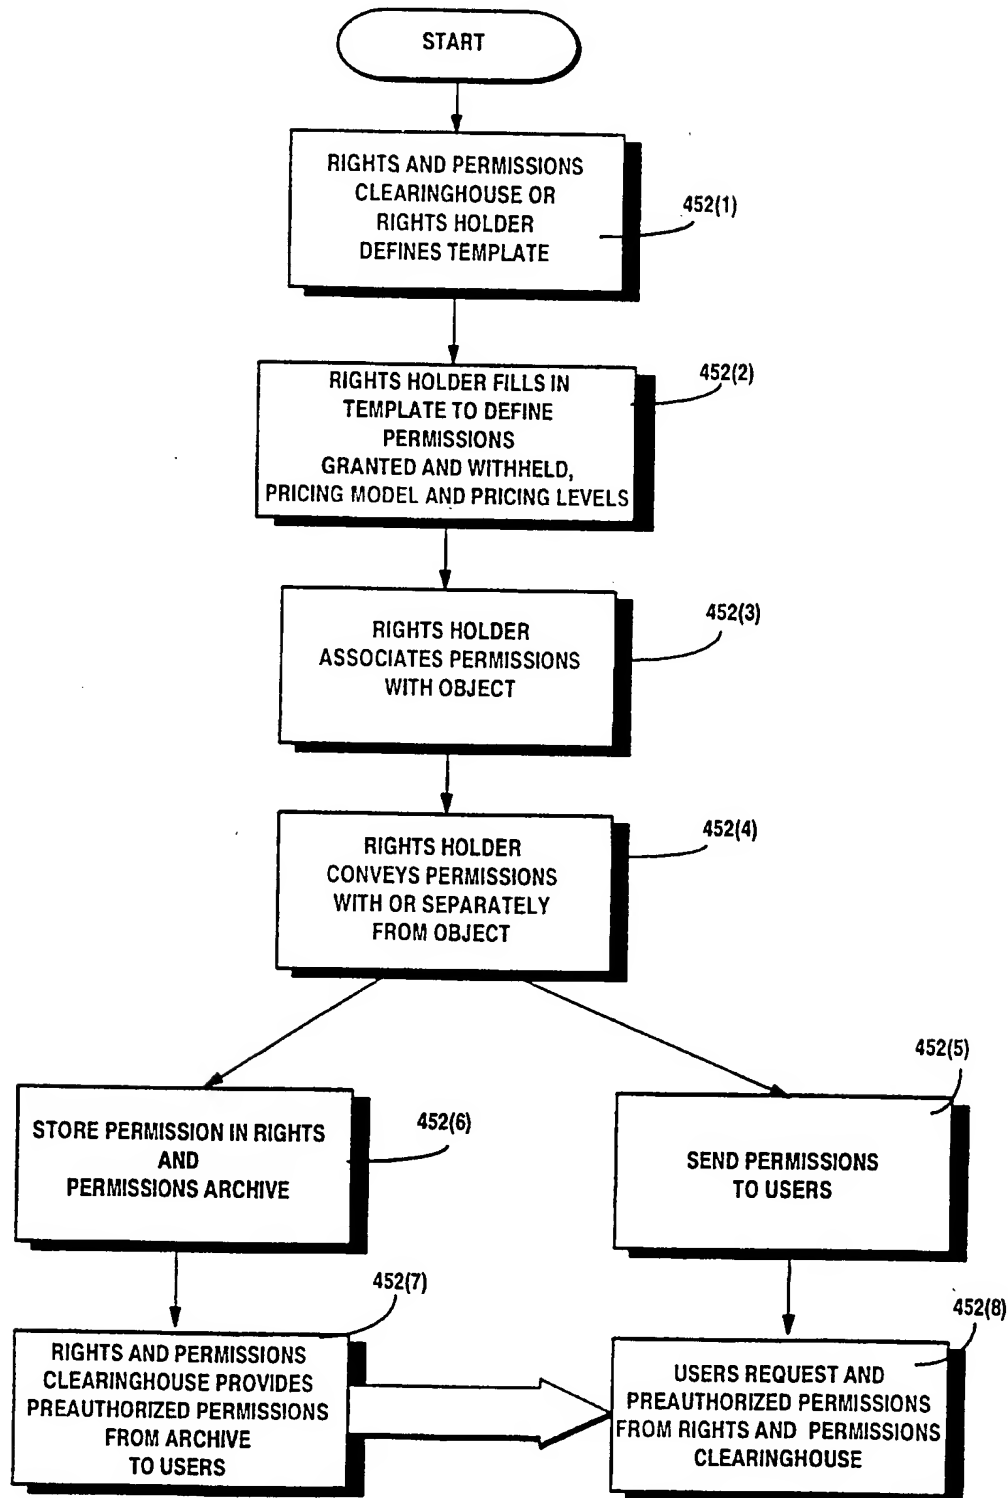 START
RIGHTS AND PERMISSIONS
CLEARINGHOUSE OR
RIGHTS HOLDER
DEFINES TEMPLATE
452(1)
RIGHTS HOLDER FILLS IN
TEMPLATE TO DEFINE
PERMISSIONS
GRANTED AND WITHHELD,
PRICING MODEL AND PRICING LEVELS
452(2)
RIGHTS HOLDER
ASSOCIATES PERMISSIONS
WITH OBJECT
452(3)
RIGHTS HOLDER
CONVEYS PERMISSIONS
WITH OR SEPARATELY
FROM OBJECT
452(4)
STORE PERMISSION IN RIGHTS
AND
PERMISSIONS ARCHIVE
452(6)
SEND PERMISSIONS
TO USERS
452(5)
RIGHTS AND PERMISSIONS
CLEARINGHOUSE PROVIDES
PREAUTHORIZED PERMISSIONS
FROM ARCHIVE
TO USERS
452(7)
USERS REQUEST AND
PREAUTHORIZED PERMISSIONS
FROM RIGHTS AND PERMISSIONS
CLEARINGHOUSE
452(8)